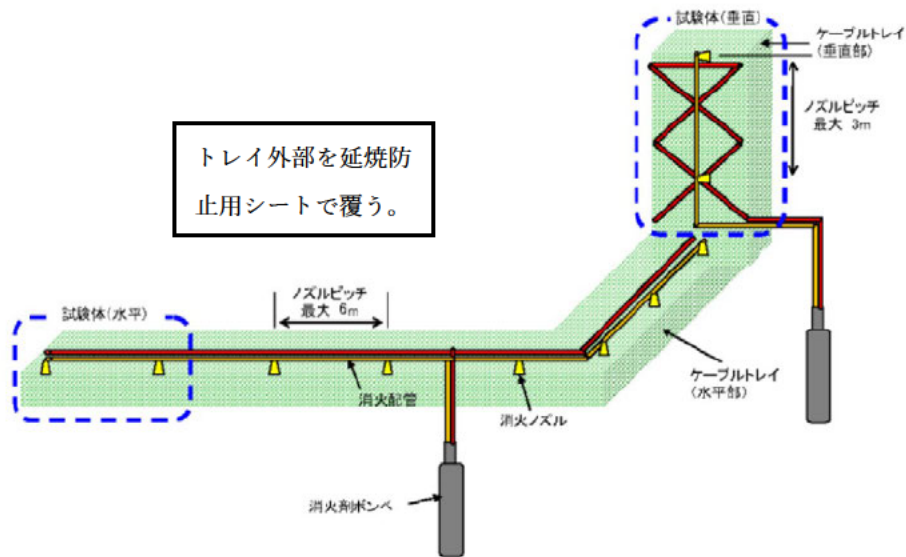 試験体(垂直)
ケーブルトレイ
(垂直部)
ノズルピッチ
最大 3m
トレイ外部を延焼防
止用シートで覆う。
試験体(水平)
ノズルピッチ
最大 6m
消火配管
消火ノズル
ケーブルトレイ
(水平部)
消火剤ボンベ